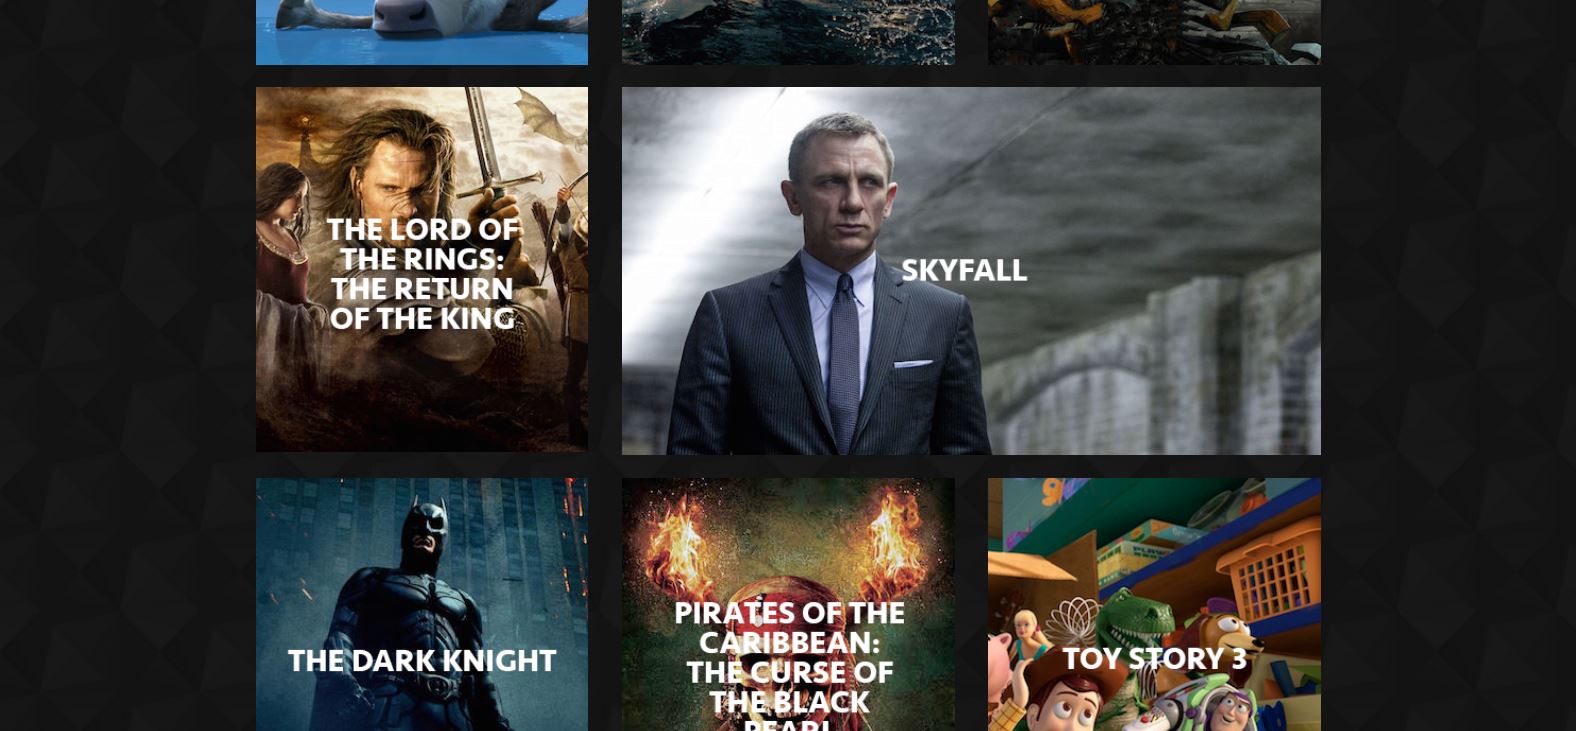 THE LORD OF
THE RINGS:
THE RETURN
OF THE KING
SKYFALL
THE DARK KNIGHT
PIRATES OF THE
CARIBBEAN:
THE CURSE OF
THE BLACK
PEARL
TOY STORY 3